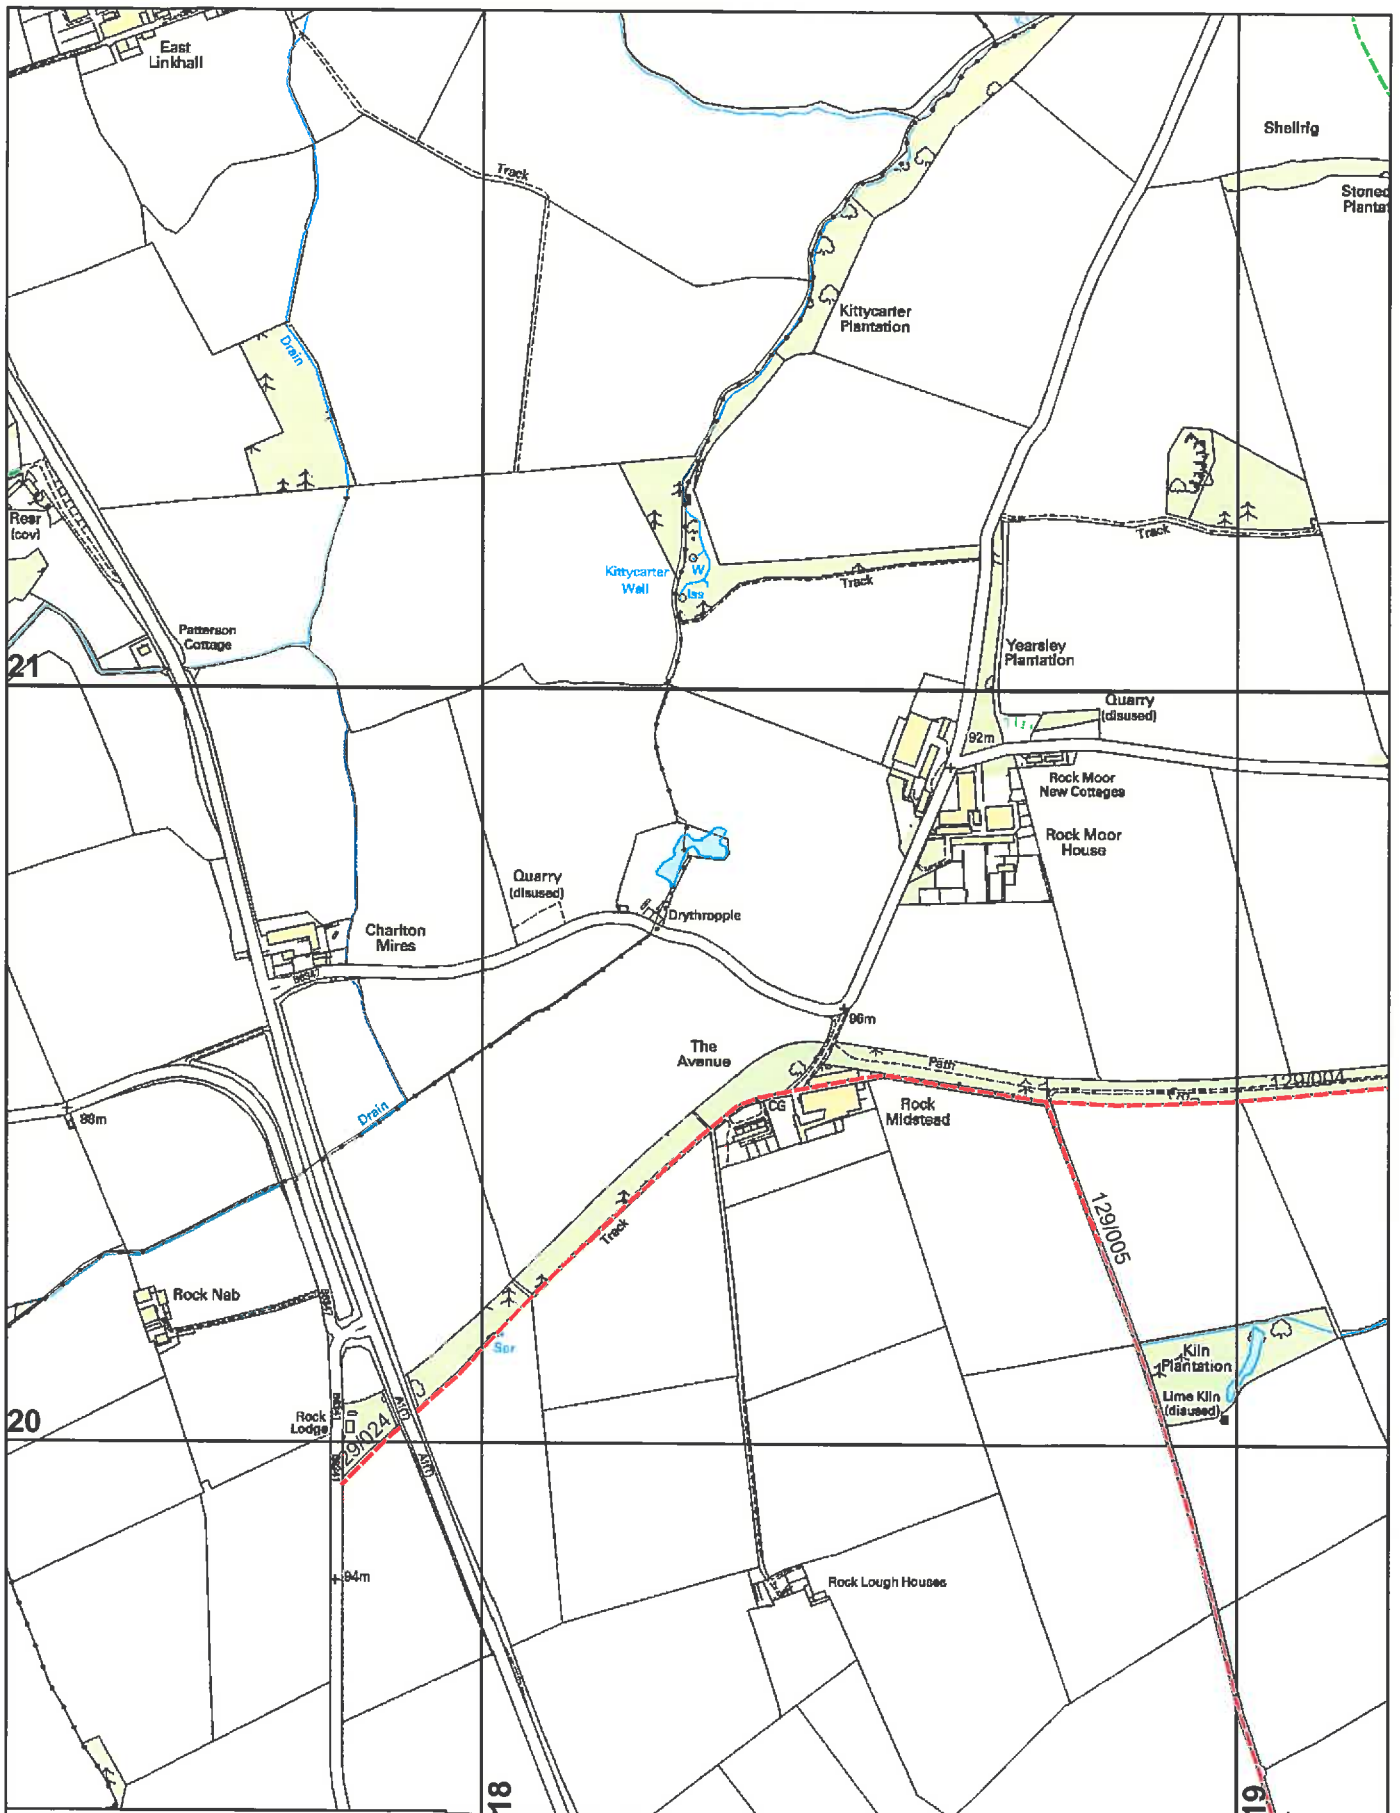 East
Linkhall
Shellrig
Track
Stoned
Plantat
Kittycarter
Plantation
Drain
Resr
(cov)
Track
Kittycarter
Well
W
Iss
Track
Patterson
Cottage
Yearsley
Plantation
21
Quarry
(disused)
92m
Rock Moor
New Cottages
Rock Moor
House
Quarry
(disused)
Drythropple
Charlton
Mires
B6347
96m
The
Avenue
Path
129/004
CG
Rock
Midstead
88m
Drain
129/005
Track
Rock Nab
B6347
Spr
Kiln
Plantation
Lime Kiln
(disused)
Rock
Lodge
B6341
A1(T)
29/024
20
B6341
A1(T)
94m
Rock Lough Houses
18
19